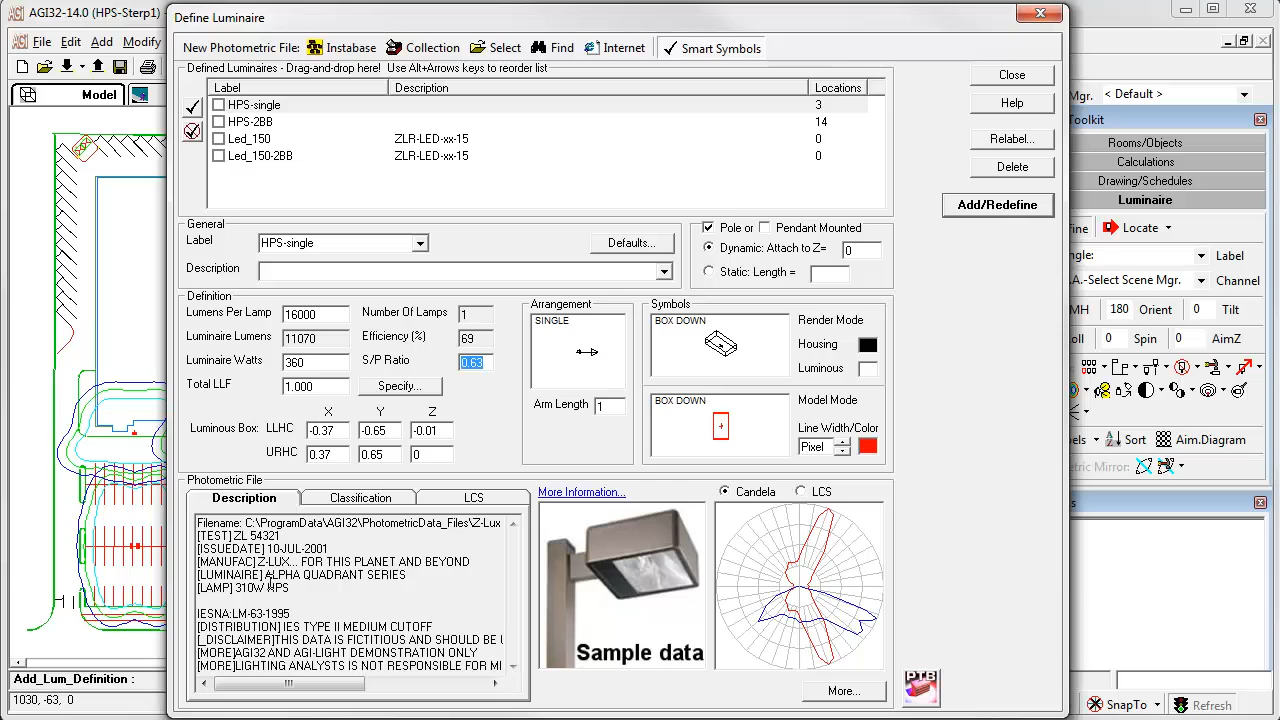 AGI32-14.0 (HPS-Sterp1)
Define Luminaire
File Edit Add Modify
New Photometric File: Instabase Collection Select Find Internet Smart Symbols
Defined Luminaires - Drag-and-drop here! Use Alt+Arrows keys to reorder list
Label Description Locations
HPS-single 3
HPS-2BB 14
Led_150 ZLR-LED-xx-15 0
Led_150-2BB ZLR-LED-xx-15 0
Close
Help
Relabel...
Delete
Add/Redefine
Model
Mgr. < Default >
Toolkit
Rooms/Objects
Calculations
Drawing/Schedules
Luminaire
Locate
Label
A.-Select Scene Mgr. Channel
MH 180 Orient 0 Tilt
0 Spin 0 AimZ
Sort Aim.Diagram
etric Mirror:
General
Label HPS-single Defaults...
Description
Pole or Pendant Mounted
Dynamic: Attach to Z= 0
Static: Length =
Definition
Lumens Per Lamp 16000 Number Of Lamps 1
Luminaire Lumens 11070 Efficiency (%) 69
Luminaire Watts 360 S/P Ratio 0.63
Total LLF 1.000 Specify...
X Y Z
Luminous Box: LLHC -0.37 -0.65 -0.01
URHC 0.37 0.65 0
Arrangement
SINGLE
Arm Length 1
Symbols
BOX DOWN
Render Mode
Housing
Luminous
BOX DOWN
Model Mode
Line Width/Color
Pixel
Photometric File
Description Classification LCS
Filename: C:\ProgramData\AGI32\PhotometricData_Files\Z-Lux
[TEST] ZL 54321
[ISSUEDATE] 10-JUL-2001
[MANUFAC] Z-LUX... FOR THIS PLANET AND BEYOND
[LUMINAIRE] ALPHA QUADRANT SERIES
[LAMP] 310W HPS
IESNA:LM-63-1995
[DISTRIBUTION] IES TYPE II MEDIUM CUTOFF
[_DISCLAIMER]THIS DATA IS FICTITIOUS AND SHOULD BE
[MORE]AGI32 AND AGI-LIGHT DEMONSTRATION ONLY
[MORE]LIGHTING ANALYSTS IS NOT RESPONSIBLE FOR MI
More Information...
Sample data
Candela LCS
More...
PTB
Add_Lum_Definition :
1030, -63, 0
SnapTo Refresh